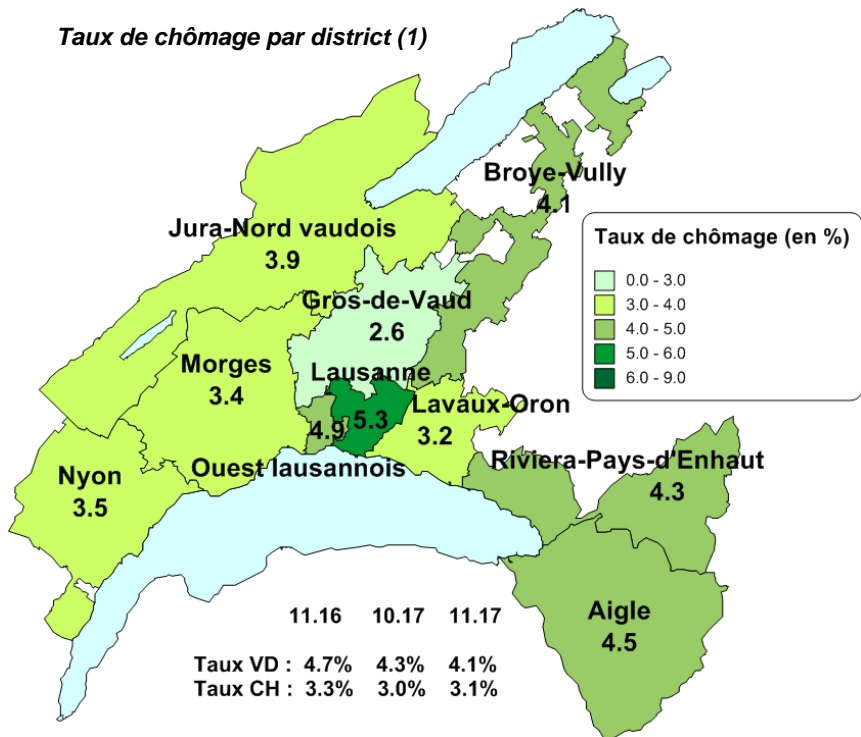 Taux de chômage par district (1)
Broye-Vully
4.1
Jura-Nord vaudois
3.9
Taux de chômage (en %)
0.0 - 3.0
3.0 - 4.0
4.0 - 5.0
5.0 - 6.0
6.0 - 9.0
Gros-de-Vaud
2.6
Morges
3.4
Lausanne
5.3
4.9
Ouest lausannois
Lavaux-Oron
3.2
Riviera-Pays-d'Enhaut
4.3
Nyon
3.5
Aigle
4.5
11.16 10.17 11.17
Taux VD : 4.7% 4.3% 4.1%
Taux CH : 3.3% 3.0% 3.1%